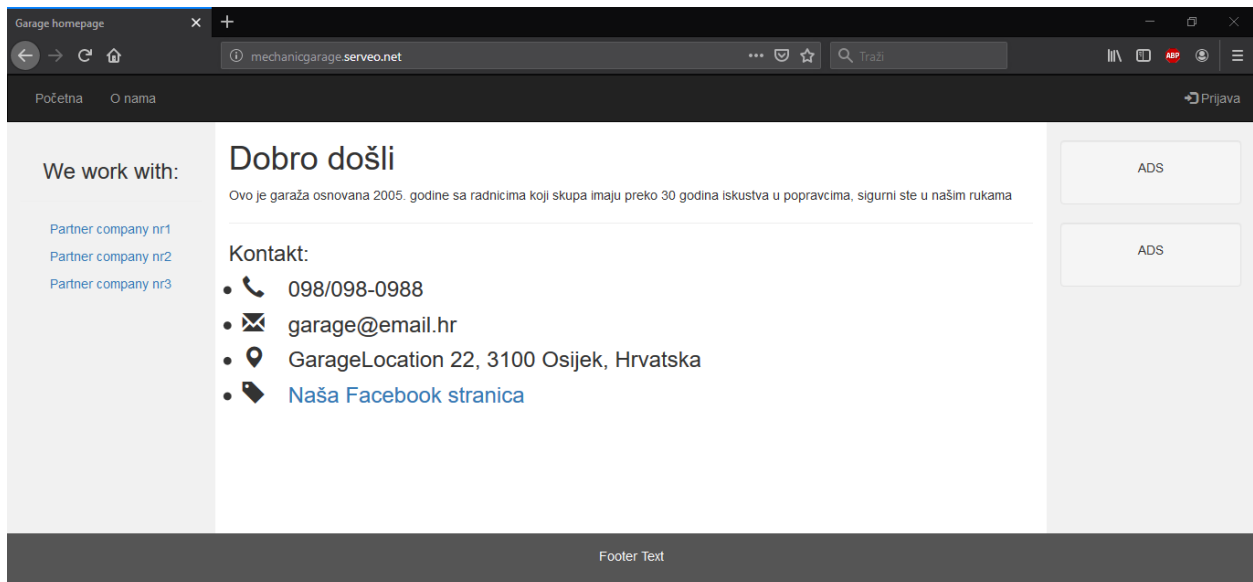 Garage homepage
mechanicgarage.serveo.net
Traži
ABP
Početna O nama Prijava
We work with:
Partner company nr1
Partner company nr2
Partner company nr3
Dobro došli
Ovo je garaža osnovana 2005. godine sa radnicima koji skupa imaju preko 30 godina iskustva u popravcima, sigurni ste u našim rukama
Kontakt:
098/098-0988
garage@email.hr
GarageLocation 22, 3100 Osijek, Hrvatska
Naša Facebook stranica
ADS
ADS
Footer Text